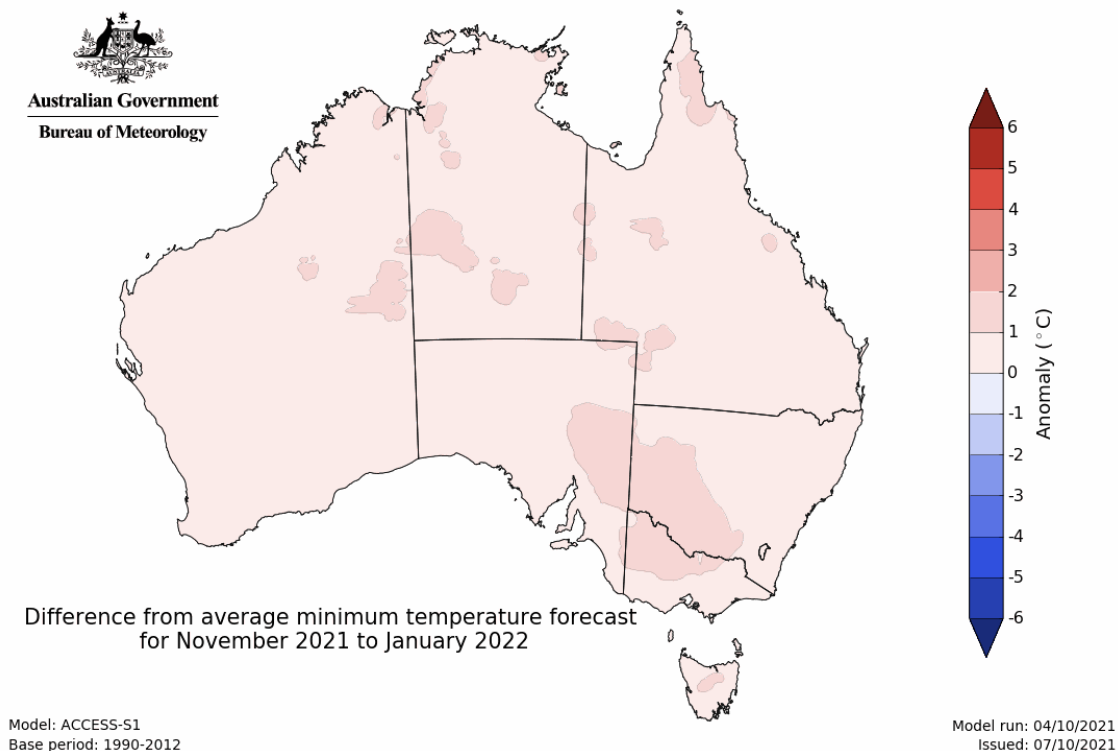 Australian Government
Bureau of Meteorology
6
5
4
3
2
1
0
-1
-2
-3
-4
-5
-6
Anomaly (°C)
Difference from average minimum temperature forecast
for November 2021 to January 2022
Model: ACCESS-S1
Base period: 1990-2012
Model run: 04/10/2021
Issued: 07/10/2021